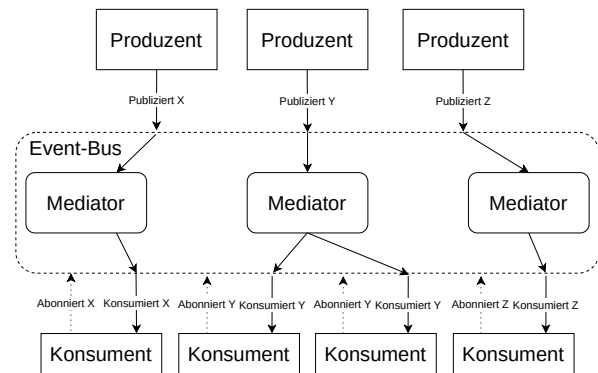 Produzent
Produzent
Produzent
Publiziert X
Publiziert Y
Publiziert Z
Event-Bus
Mediator
Mediator
Mediator
Abonniert X
Konsumiert X
Abonniert Y
Konsumiert Y
Abonniert Y
Konsumiert Y
Abonniert Z
Konsumiert Z
Konsument
Konsument
Konsument
Konsument